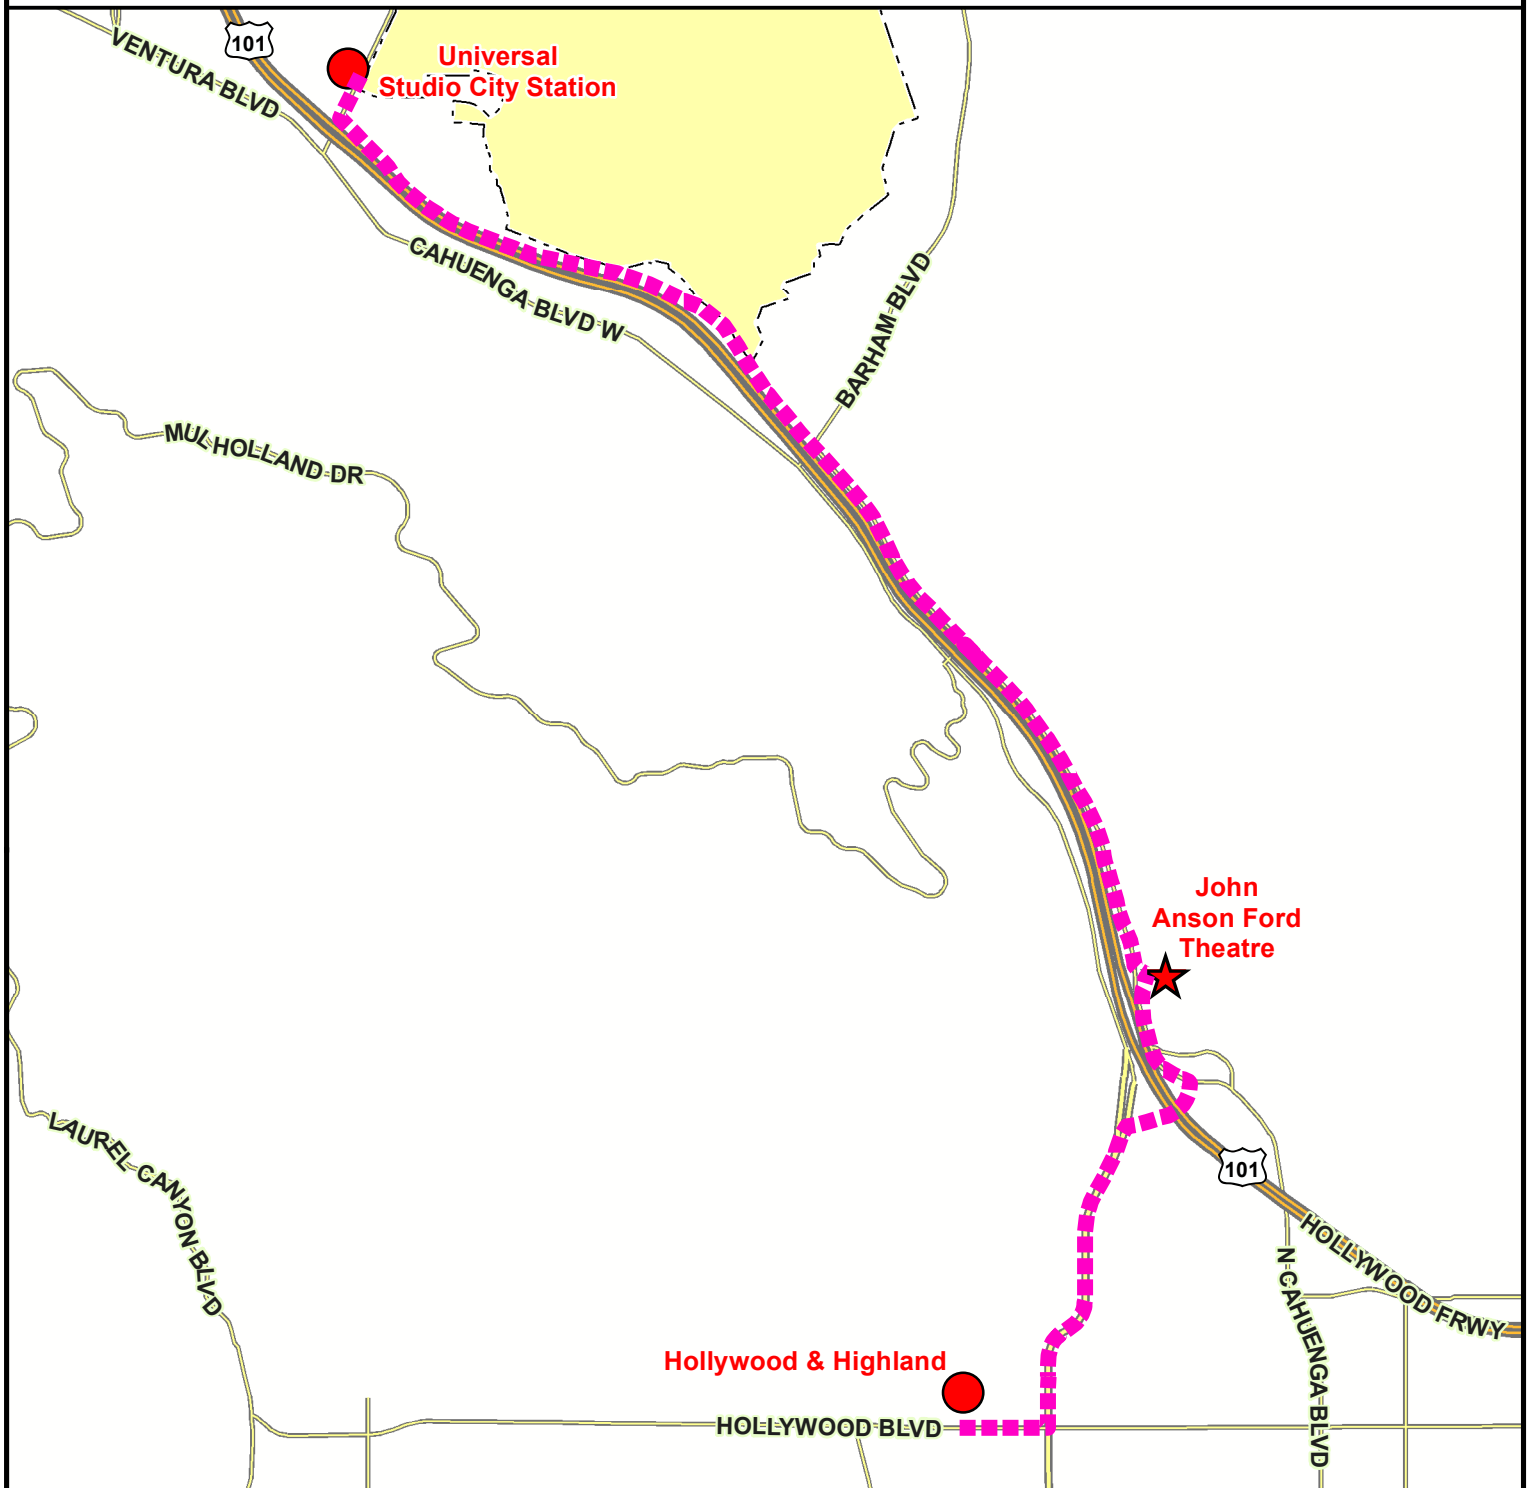 101
VENTURA BLVD
Universal
Studio City Station
CAHUENGA BLVD W
BARHAM BLVD
MULHOLLAND DR
John
Anson Ford
Theatre
LAUREL CANYON BLVD
101
HOLLYWOOD FRWY
N CAHUENGA BLVD
Hollywood & Highland
HOLLYWOOD BLVD